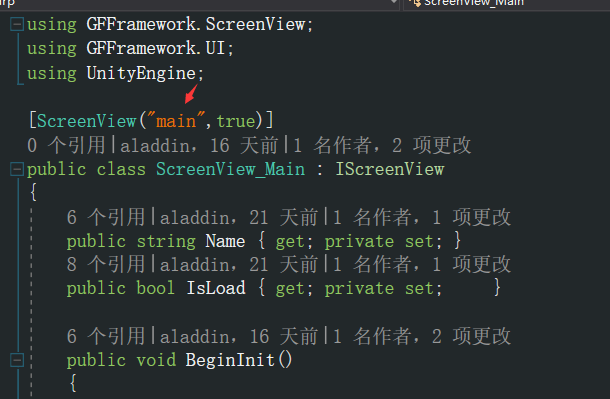 ScreenView_Main
using GFFramework.ScreenView;
using GFFramework.UI;
using UnityEngine;
[ScreenView("main",true)]
0 个引用|aladdin，16 天前|1 名作者，2 项更改
public class ScreenView_Main : IScreenView
{
6 个引用|aladdin，21 天前|1 名作者，1 项更改
public string Name { get; private set; }
8 个引用|aladdin，21 天前|1 名作者，1 项更改
public bool IsLoad { get; private set; }
6 个引用|aladdin，16 天前|1 名作者，2 项更改
public void BeginInit()
{